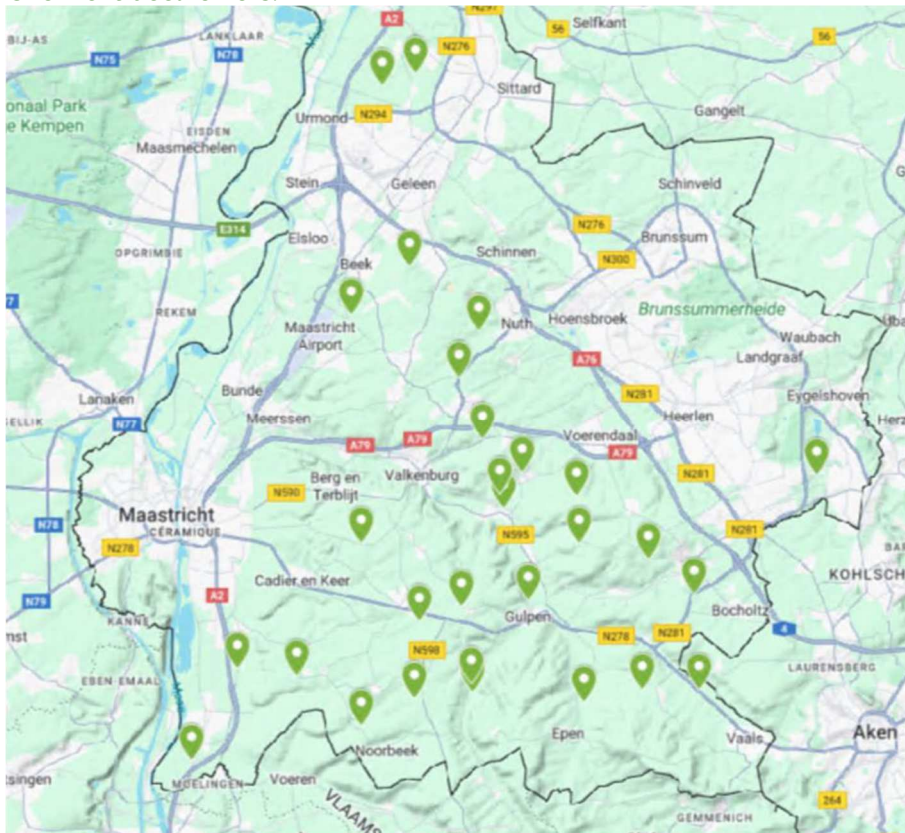 A2
N297
Selfkant
56
56
BIJ-AS
LANKLAAR
N75
N78
N276
Sittard
onaal Park
e Kempen
N294
Urmond
Gangelt
EISDEN
Maasmechelen
Stein
Geleen
Schinveld
E314
N276
Brunssum
Elsloo
OPGRIMBIE
Schinnen
N300
Beek
REKEM
Brunssummerheide
Maastricht
Airport
Nuth
Hoensbroek
Waubach
Landgraaf
A76
Bunde
Lanaken
N281
Eygelshoven
N77
Meerssen
Heerlen
Voerendaal
A79
A79
A79
Valkenburg
Berg en
Terblijt
N281
N590
Maastricht
CÉRAMIQUE
N78
N278
N595
N281
Cadier en Keer
KOHLSCH
N79
A2
Bocholtz
KANNE
Gulpen
4
N278
N281
N598
LAURENSBERG
EBEN-EMAEL
Aken
Epen
Vaals
Noorbeek
MOELINGEN
Voeren
VLAAMS
264
GEMMENICH